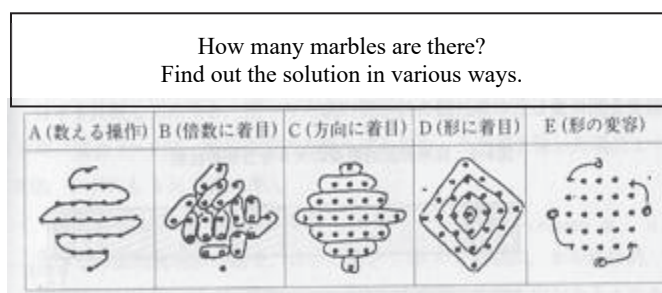 How many marbles are there?
Find out the solution in various ways.
A (数える操作) B (倍数に着目) C (方向に着目) D (形に着目) E (形の変容)